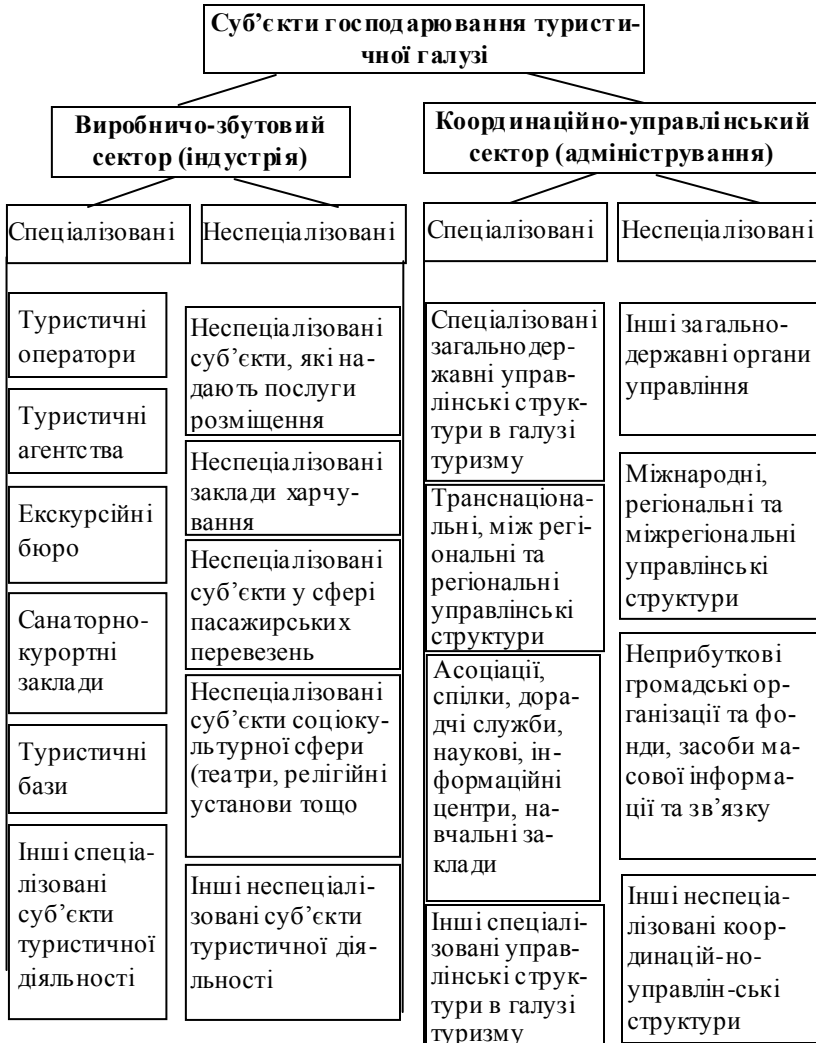 Суб’єкти господарювання туристи-
чної галузі
Виробничо-збутовий
сектор (індустрія)
Координаційно-управлінський
сектор (адміністрування)
Спеціалізовані
Неспеціалізовані
Спеціалізовані
Неспеціалізовані
Туристичні
оператори
Туристичні
агентства
Екскурсійні
бюро
Санаторно-
курортні
заклади
Туристичні
бази
Інші спеціа-
лізовані
суб’єкти
туристичної
діяльності
Неспеціалізовані
суб’єкти, які на-
дають послуги
розміщення
Неспеціалізовані
заклади харчу-
вання
Неспеціалізовані
суб’єкти у сфері
пасажирських
перевезень
Неспеціалізовані
суб’єкти соціоку-
льтурної сфери
(театри, релігійні
установи тощо
Інші неспеціалі-
зовані суб’єкти
туристичної дія-
льності
Спеціалізовані
загальнодер-
жавні управ-
лінські струк-
тури в галузі
туризму
Транснаціона-
льні, між регі-
ональні та
регіональні
управлінські
структури
Асоціації,
спілки, дора-
дчі служби,
наукові, ін-
формаційні
центри, на-
вчальні за-
клади
Інші спеціалі-
зовані управ-
лінські струк-
тури в галузі
туризму
Інші загально-
державні органи
управління
Міжнародні,
регіональні та
міжрегіональні
управлінські
структури
Неприбуткові
громадські ор-
ганізації та фо-
нди, засоби ма-
сової інформа-
ції та зв’язку
Інші неспеціа-
лізовані коор-
динацій-но-
управлін-ські
структури